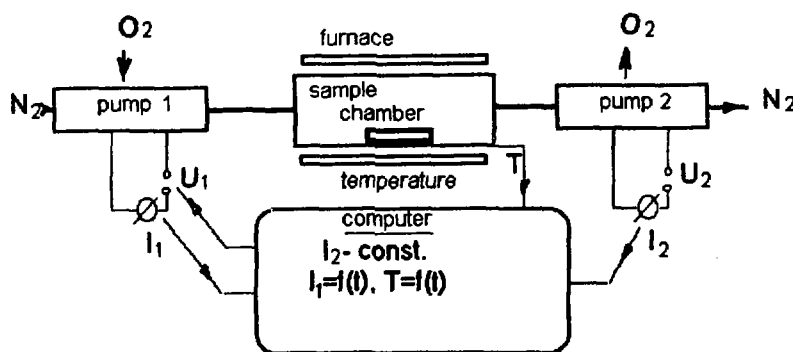 O2
O2
furnace
N2
pump 1
sample
chamber
pump 2
N2
T
U1
temperature
U2
computer
I1
I2- const.
I2
I1=f(t). T=f(t)